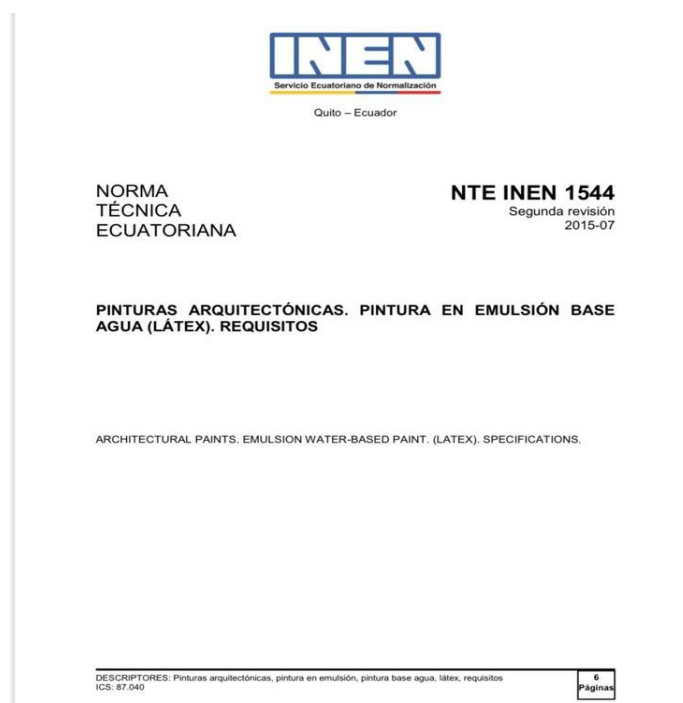 INEN
Servicio Ecuatoriano de Normalización
Quito – Ecuador
NORMA
TÉCNICA
ECUATORIANA
NTE INEN 1544
Segunda revisión
2015-07
PINTURAS ARQUITECTÓNICAS. PINTURA EN EMULSIÓN BASE
AGUA (LÁTEX). REQUISITOS
ARCHITECTURAL PAINTS. EMULSION WATER-BASED PAINT. (LATEX). SPECIFICATIONS.
DESCRIPTORES: Pinturas arquitectónicas, pintura en emulsión, pintura base agua, látex, requisitos
ICS: 87.040
6
Páginas